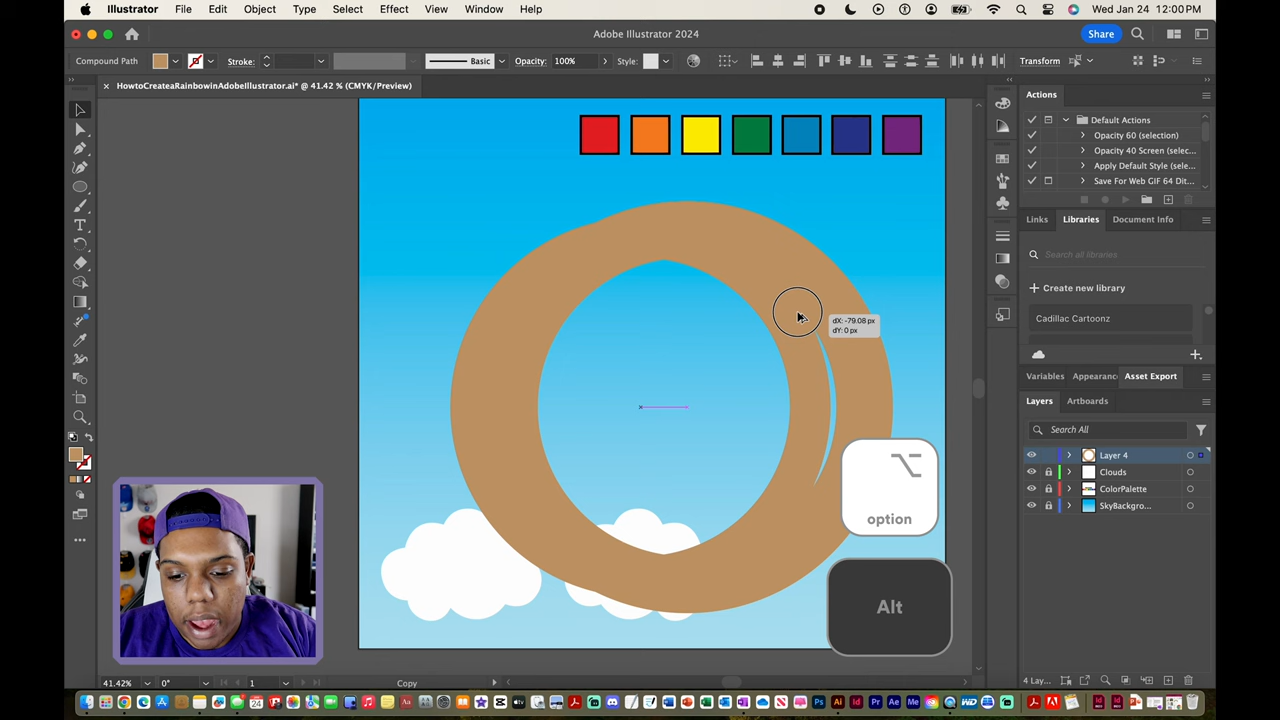 Illustrator File Edit Object Type Select Effect View Window Help Wed Jan 24 12:00PM
Adobe Illustrator 2024 Share
Compound Path Stroke: Basic Opacity: 100% Style: Transform
HowtoCreateaRainbowinAdobeIllustrator.ai* @ 41.42 % (CMYK/Preview)
Actions
Default Actions
Opacity 60 (selection)
Opacity 40 Screen (selec...
Apply Default Style (sele...
Save For Web GIF 64 Dit...
Links Libraries Document Info
Search all libraries
Create new library
Cadillac Cartoonz
dX: -79.08 px
dY: 0 px
Variables Appearanc Asset Export
Layers Artboards
Search All
Layer 4
Clouds
ColorPalette
SkyBackgro...
option
Alt
41.42% 0° 1 Copy 4 Lay...